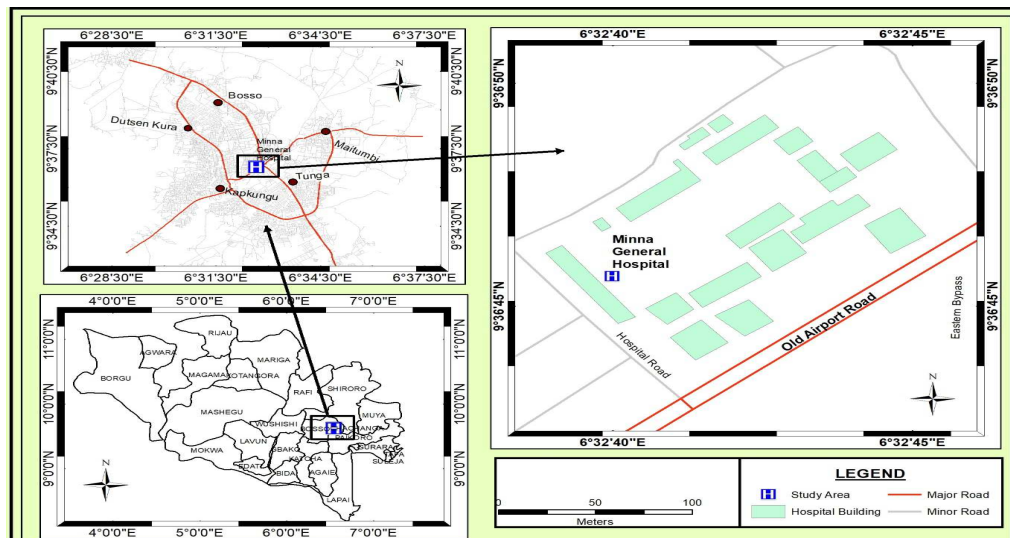 6°28'30"E 6°31'30"E 6°34'30"E 6°37'30"E
9°40'30"N
9°37'30"N
9°34'30"N
9°40'30"N
9°37'30"N
9°34'30"N
Bosso
Dutsen Kura
Minna
General
Hospital
Maitumbi
H
Tunga
Kapkungu
N
6°28'30"E 6°31'30"E 6°34'30"E 6°37'30"E
4°0'0"E 5°0'0"E 6°0'0"E 7°0'0"E
11°0'0"N
10°0'0"N
9°0'0"N
11°0'0"N
10°0'0"N
9°0'0"N
RIJAU
AGWARA
MARIGA
BORGU
MAGAMA
KOTANGORA
RAFI
SHIRORO
MASHEGU
MUYA
WUSHISHI
BOSSO
H
PAIKORO
LAVUN
GBAKO
MOKWA
KATCHA
GURARA
SULEJA
EDATI
BIDA
AGAIE
LAPAI
N
4°0'0"E 5°0'0"E 6°0'0"E 7°0'0"E
6°32'40"E 6°32'45"E
9°36'50"N
9°36'45"N
9°36'50"N
9°36'45"N
Minna
General
Hospital
H
Hospital Road
Old Airport Road
Eastern Bypass
N
6°32'40"E 6°32'45"E
0 50 100
Meters
LEGEND
H Study Area Major Road
Hospital Building Minor Road